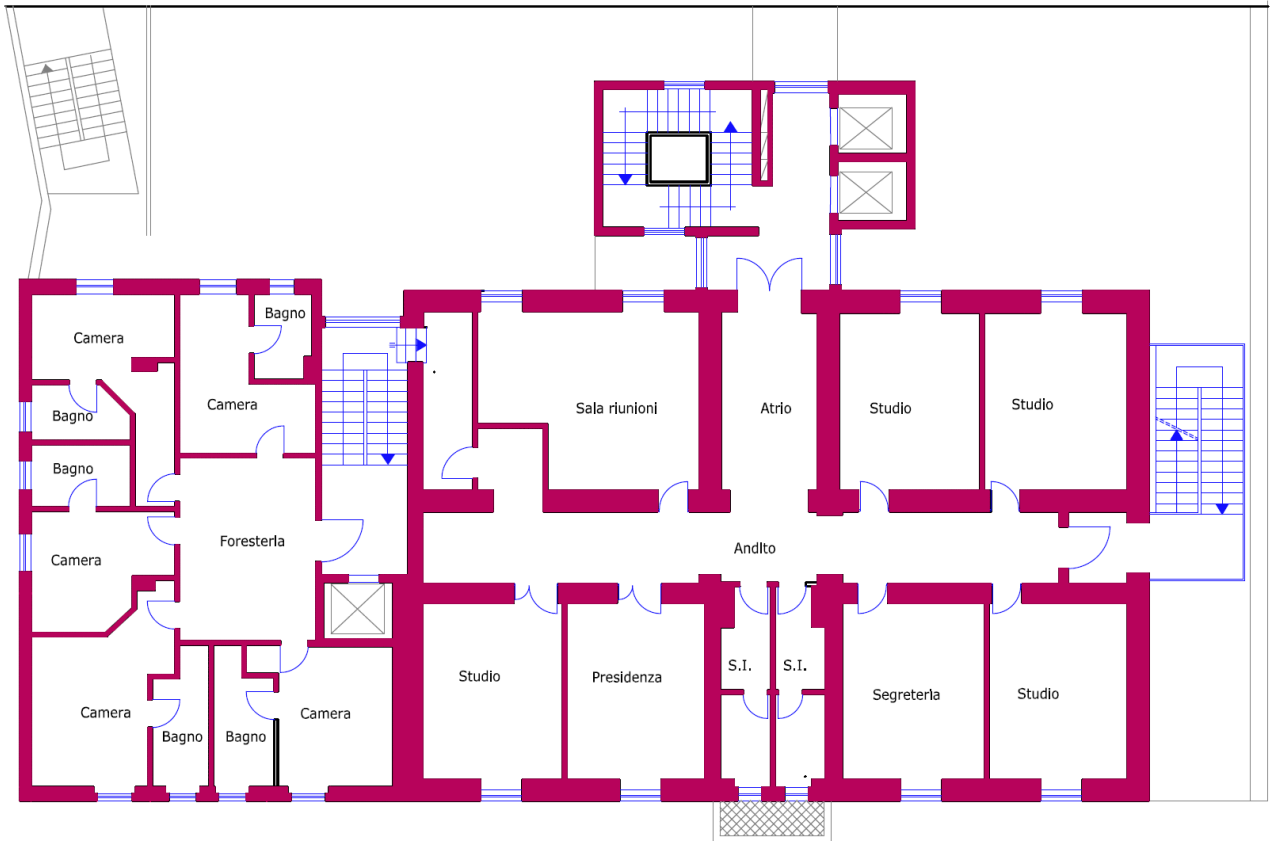 Bagno
Camera
Camera
Bagno
Sala riunioni
Atrio
Studio
Studio
Bagno
Foresteria
Andito
Camera
S.I.
S.I.
Studio
Presidenza
Segreteria
Studio
Camera
Bagno
Bagno
Camera